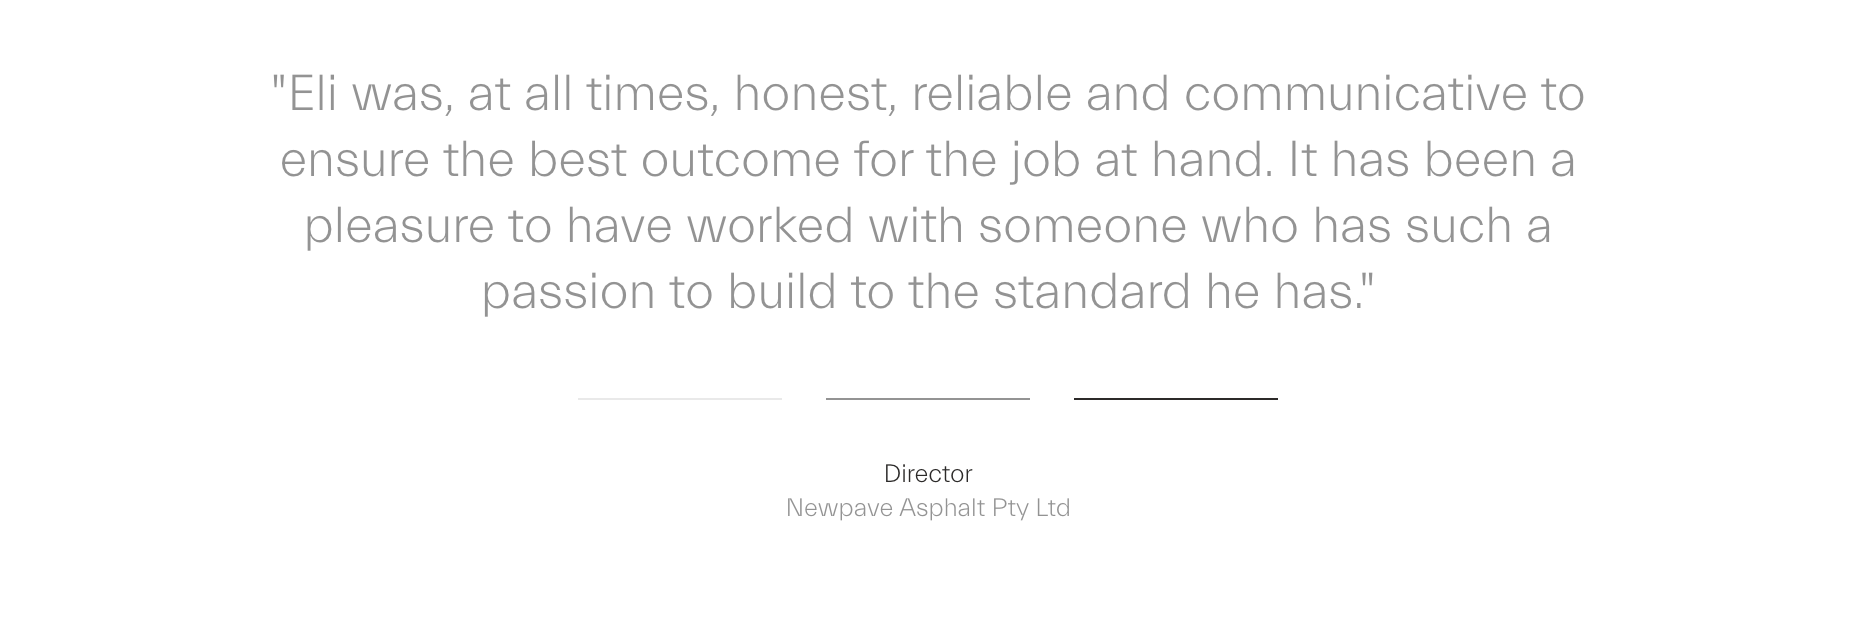 "Eli was, at all times, honest, reliable and communicative to
ensure the best outcome for the job at hand. It has been a
pleasure to have worked with someone who has such a
passion to build to the standard he has."
Director
Newpave Asphalt Pty Ltd